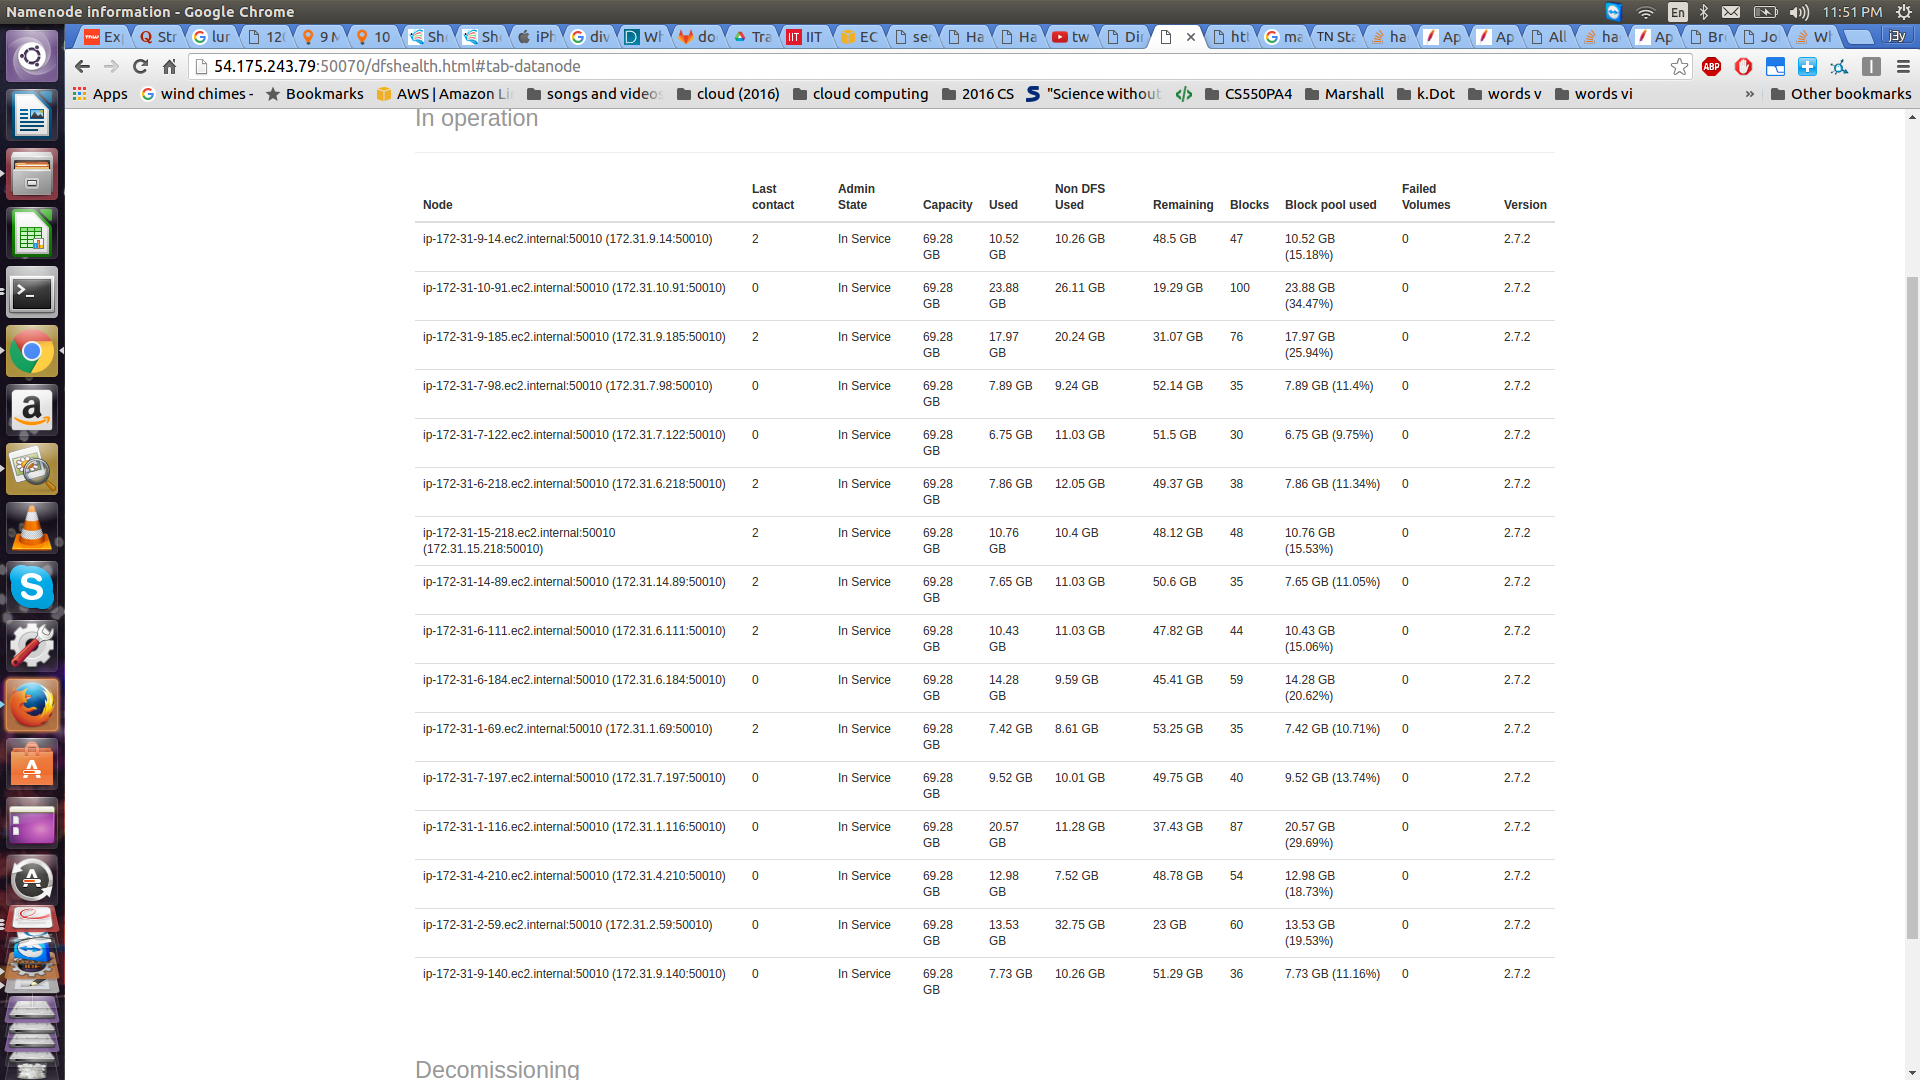 Namenode information - Google Chrome
En
11:51 PM
Ex
Str
lur
12
9 M
10
Sh
Sh
iPh
div
Wh
do
Tra
IIT
EC
sec
Ha
Ha
tw
Di
htt
ma
TN Sta
ha
Ap
Ap
All
ha
Ap
Br
Jo
Wh
j3y
54.175.243.79:50070/dfshealth.html#tab-datanode
ABP
Apps
wind chimes -
Bookmarks
AWS | Amazon Li
songs and videos
cloud (2016)
cloud computing
2016 CS
"Science without
CS550PA4
Marshall
k.Dot
words v
words vi
»
Other bookmarks
In operation
Node Last contact Admin State Capacity Used Non DFS Used Remaining Blocks Block pool used Failed Volumes Version
ip-172-31-9-14.ec2.internal:50010 (172.31.9.14:50010) 2 In Service 69.28 GB 10.52 GB 10.26 GB 48.5 GB 47 10.52 GB (15.18%) 0 2.7.2
ip-172-31-10-91.ec2.internal:50010 (172.31.10.91:50010) 0 In Service 69.28 GB 23.88 GB 26.11 GB 19.29 GB 100 23.88 GB (34.47%) 0 2.7.2
ip-172-31-9-185.ec2.internal:50010 (172.31.9.185:50010) 2 In Service 69.28 GB 17.97 GB 20.24 GB 31.07 GB 76 17.97 GB (25.94%) 0 2.7.2
ip-172-31-7-98.ec2.internal:50010 (172.31.7.98:50010) 0 In Service 69.28 GB 7.89 GB 9.24 GB 52.14 GB 35 7.89 GB (11.4%) 0 2.7.2
ip-172-31-7-122.ec2.internal:50010 (172.31.7.122:50010) 0 In Service 69.28 GB 6.75 GB 11.03 GB 51.5 GB 30 6.75 GB (9.75%) 0 2.7.2
ip-172-31-6-218.ec2.internal:50010 (172.31.6.218:50010) 2 In Service 69.28 GB 7.86 GB 12.05 GB 49.37 GB 38 7.86 GB (11.34%) 0 2.7.2
ip-172-31-15-218.ec2.internal:50010 (172.31.15.218:50010) 2 In Service 69.28 GB 10.76 GB 10.4 GB 48.12 GB 48 10.76 GB (15.53%) 0 2.7.2
ip-172-31-14-89.ec2.internal:50010 (172.31.14.89:50010) 2 In Service 69.28 GB 7.65 GB 11.03 GB 50.6 GB 35 7.65 GB (11.05%) 0 2.7.2
ip-172-31-6-111.ec2.internal:50010 (172.31.6.111:50010) 2 In Service 69.28 GB 10.43 GB 11.03 GB 47.82 GB 44 10.43 GB (15.06%) 0 2.7.2
ip-172-31-6-184.ec2.internal:50010 (172.31.6.184:50010) 0 In Service 69.28 GB 14.28 GB 9.59 GB 45.41 GB 59 14.28 GB (20.62%) 0 2.7.2
ip-172-31-1-69.ec2.internal:50010 (172.31.1.69:50010) 2 In Service 69.28 GB 7.42 GB 8.61 GB 53.25 GB 35 7.42 GB (10.71%) 0 2.7.2
ip-172-31-7-197.ec2.internal:50010 (172.31.7.197:50010) 0 In Service 69.28 GB 9.52 GB 10.01 GB 49.75 GB 40 9.52 GB (13.74%) 0 2.7.2
ip-172-31-1-116.ec2.internal:50010 (172.31.1.116:50010) 0 In Service 69.28 GB 20.57 GB 11.28 GB 37.43 GB 87 20.57 GB (29.69%) 0 2.7.2
ip-172-31-4-210.ec2.internal:50010 (172.31.4.210:50010) 0 In Service 69.28 GB 12.98 GB 7.52 GB 48.78 GB 54 12.98 GB (18.73%) 0 2.7.2
ip-172-31-2-59.ec2.internal:50010 (172.31.2.59:50010) 0 In Service 69.28 GB 13.53 GB 32.75 GB 23 GB 60 13.53 GB (19.53%) 0 2.7.2
ip-172-31-9-140.ec2.internal:50010 (172.31.9.140:50010) 0 In Service 69.28 GB 7.73 GB 10.26 GB 51.29 GB 36 7.73 GB (11.16%) 0 2.7.2
Decomissioning